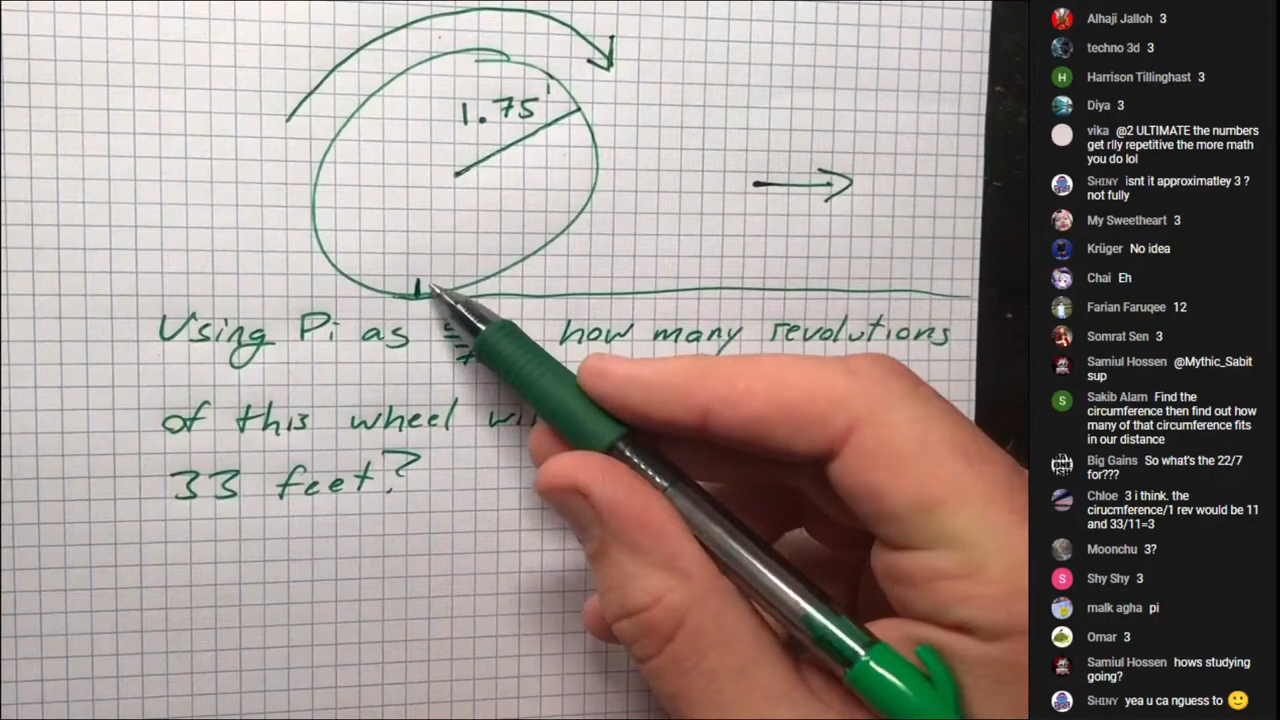 1.75'
Using Pi as how many revolutions
of this wheel
33 feet?
Alhaji Jalloh 3
techno 3d 3
Harrison Tillinghast 3
Diya 3
vika @2 ULTIMATE the numbers
get rlly repetitive the more math
you do lol
SHINY isnt it approximatley 3 ?
not fully
My Sweetheart 3
Krüger No idea
Chai Eh
Farian Faruqee 12
Somrat Sen 3
Samiul Hossen @Mythic_Sabit
sup
Sakib Alam Find the
circumference then find out how
many of that circumference fits
in our distance
Big Gains So what's the 22/7
for???
Chloe 3 i think. the
cirucmference/1 rev would be 11
and 33/11=3
Moonchu 3?
Shy Shy 3
malk agha pi
Omar 3
Samiul Hossen hows studying
going?
SHINY yea u ca nguess to 🙂